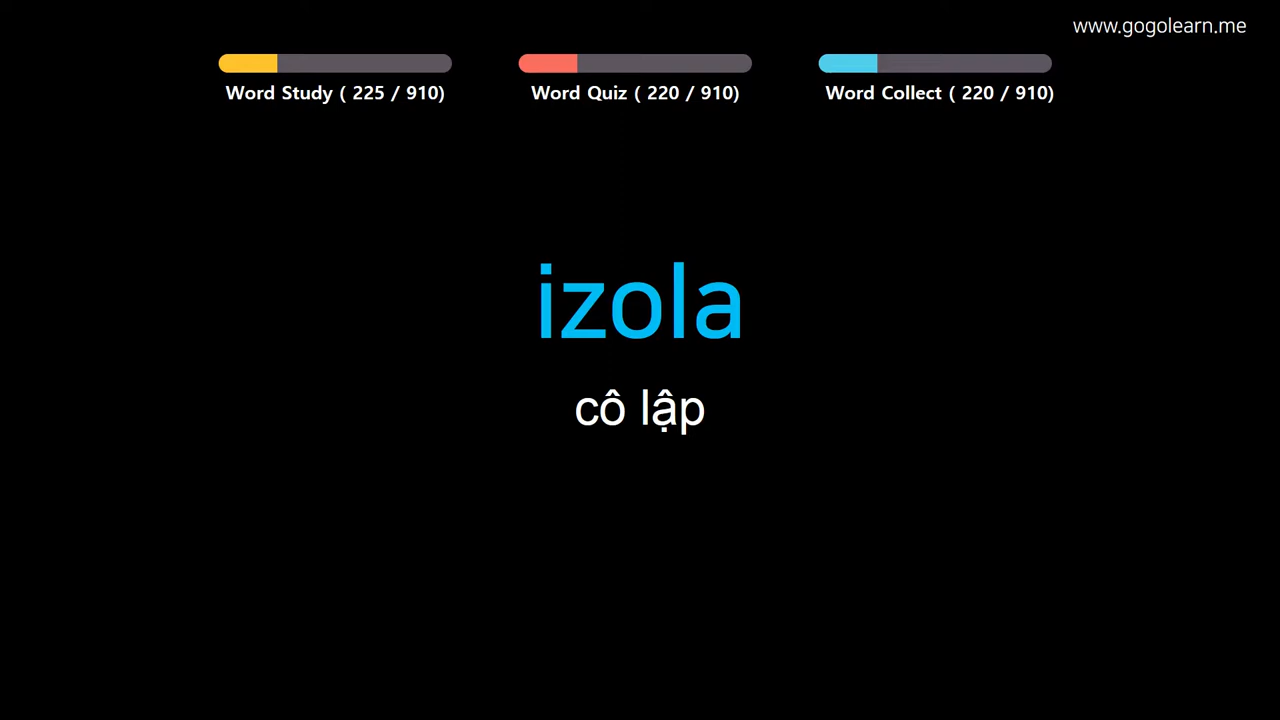 www.gogolearn.me
Word Study ( 225 / 910)
Word Quiz ( 220 / 910)
Word Collect ( 220 / 910)
izola
cô lập